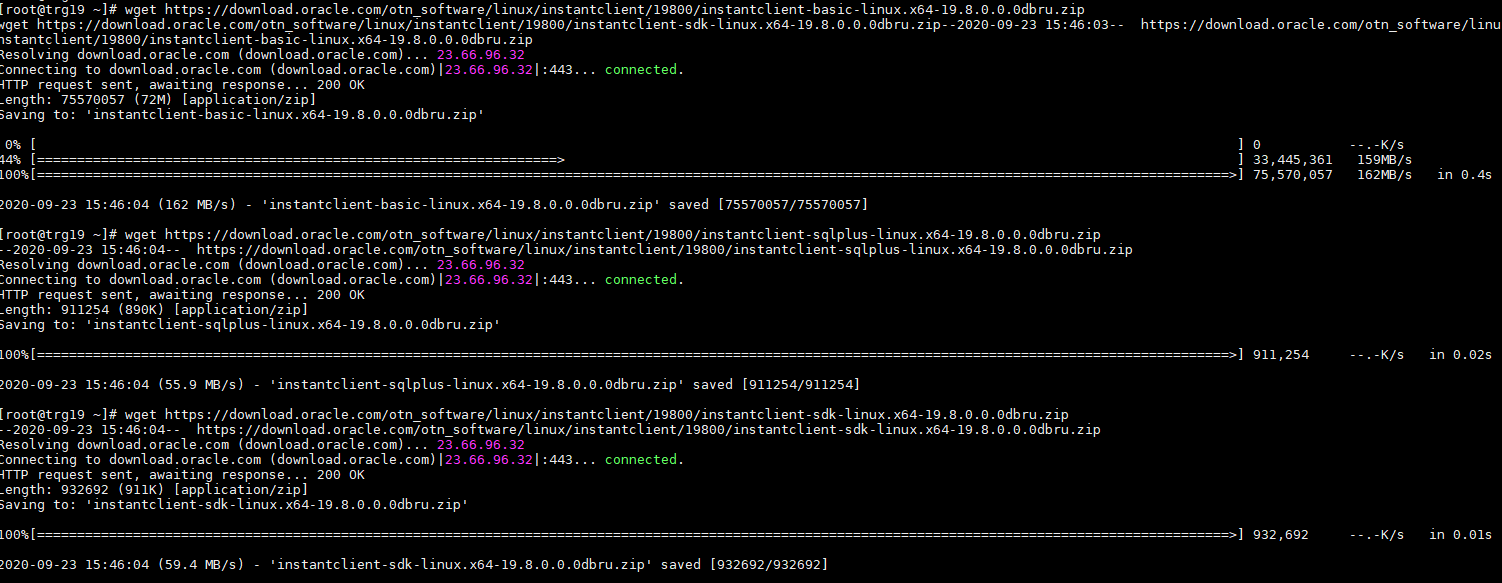 [root@trg19 ~]# wget https://download.oracle.com/otn_software/linux/instantclient/19800/instantclient-basic-linux.x64-19.8.0.0.0dbru.zip
wget https://download.oracle.com/otn_software/linux/instantclient/19800/instantclient-sdk-linux.x64-19.8.0.0.0dbru.zip--2020-09-23 15:46:03--  https://download.oracle.com/otn_software/linu
nstantclient/19800/instantclient-basic-linux.x64-19.8.0.0.0dbru.zip
Resolving download.oracle.com (download.oracle.com)... 23.66.96.32
Connecting to download.oracle.com (download.oracle.com)|23.66.96.32|:443... connected.
HTTP request sent, awaiting response... 200 OK
Length: 75570057 (72M) [application/zip]
Saving to: 'instantclient-basic-linux.x64-19.8.0.0.0dbru.zip'
0% [ ] 0 --.-K/s
44% [==================================================================> ] 33,445,361 159MB/s
100%[======================================================================================================================================================>] 75,570,057 162MB/s in 0.4s
2020-09-23 15:46:04 (162 MB/s) - 'instantclient-basic-linux.x64-19.8.0.0.0dbru.zip' saved [75570057/75570057]
[root@trg19 ~]# wget https://download.oracle.com/otn_software/linux/instantclient/19800/instantclient-sqlplus-linux.x64-19.8.0.0.0dbru.zip
--2020-09-23 15:46:04--  https://download.oracle.com/otn_software/linux/instantclient/19800/instantclient-sqlplus-linux.x64-19.8.0.0.0dbru.zip
Resolving download.oracle.com (download.oracle.com)... 23.66.96.32
Connecting to download.oracle.com (download.oracle.com)|23.66.96.32|:443... connected.
HTTP request sent, awaiting response... 200 OK
Length: 911254 (890K) [application/zip]
Saving to: 'instantclient-sqlplus-linux.x64-19.8.0.0.0dbru.zip'
100%[======================================================================================================================================================>] 911,254 --.-K/s in 0.02s
2020-09-23 15:46:04 (55.9 MB/s) - 'instantclient-sqlplus-linux.x64-19.8.0.0.0dbru.zip' saved [911254/911254]
[root@trg19 ~]# wget https://download.oracle.com/otn_software/linux/instantclient/19800/instantclient-sdk-linux.x64-19.8.0.0.0dbru.zip
--2020-09-23 15:46:04--  https://download.oracle.com/otn_software/linux/instantclient/19800/instantclient-sdk-linux.x64-19.8.0.0.0dbru.zip
Resolving download.oracle.com (download.oracle.com)... 23.66.96.32
Connecting to download.oracle.com (download.oracle.com)|23.66.96.32|:443... connected.
HTTP request sent, awaiting response... 200 OK
Length: 932692 (911K) [application/zip]
Saving to: 'instantclient-sdk-linux.x64-19.8.0.0.0dbru.zip'
100%[======================================================================================================================================================>] 932,692 --.-K/s in 0.01s
2020-09-23 15:46:04 (59.4 MB/s) - 'instantclient-sdk-linux.x64-19.8.0.0.0dbru.zip' saved [932692/932692]